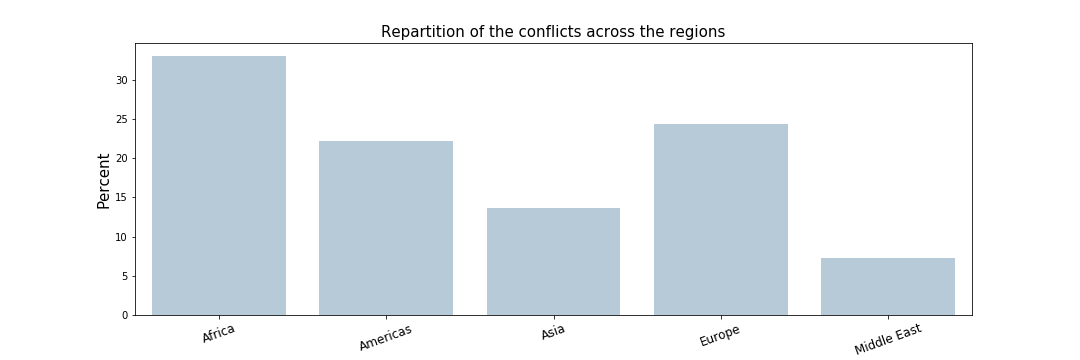 Repartition of the conflicts across the regions
Percent
30
25
20
15
10
5
0
Africa
Americas
Asia
Europe
Middle East